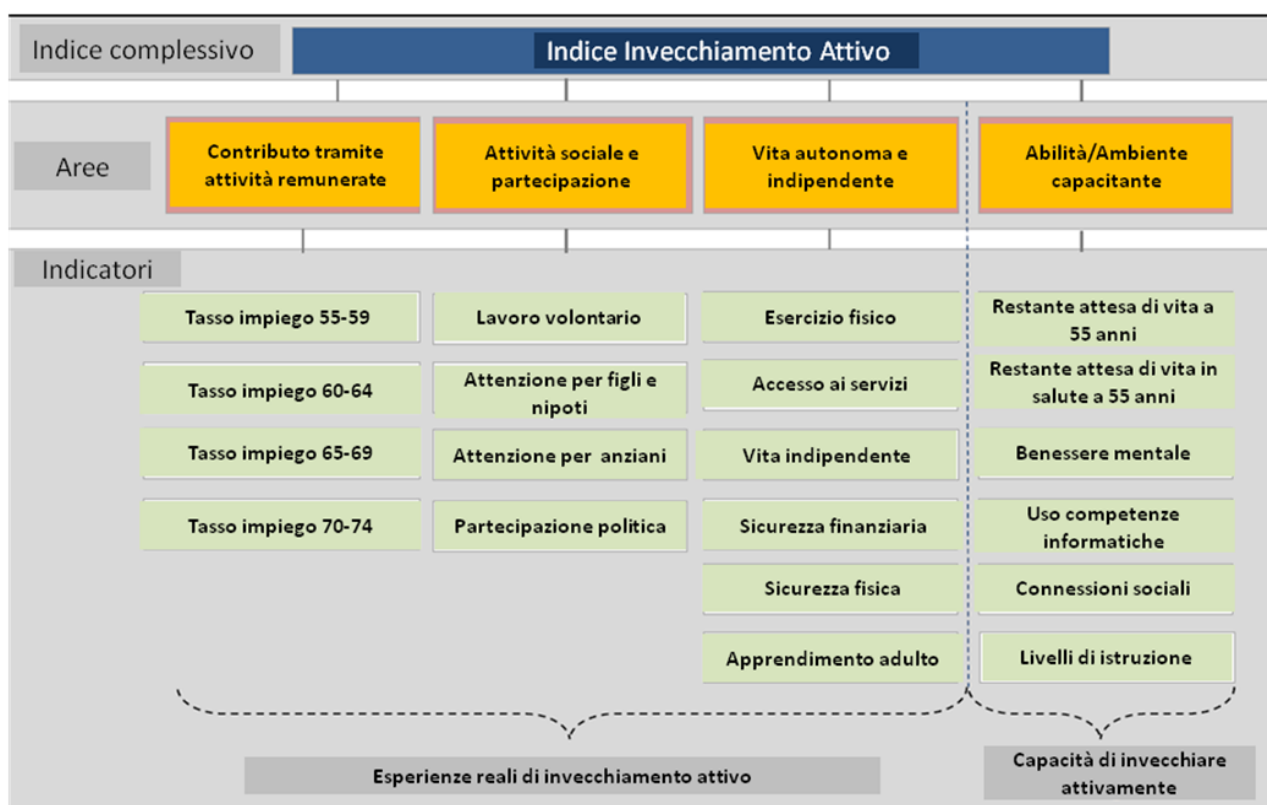 Indice complessivo
Indice Invecchiamento Attivo
Aree
Contributo tramite
attività remunerate
Attività sociale e
partecipazione
Vita autonoma e
indipendente
Abilità/Ambiente
capacitante
Indicatori
Tasso impiego 55-59
Lavoro volontario
Esercizio fisico
Restante attesa di vita a
55 anni
Tasso impiego 60-64
Attenzione per figli e
nipoti
Accesso ai servizi
Restante attesa di vita in
salute a 55 anni
Tasso impiego 65-69
Attenzione per anziani
Vita indipendente
Benessere mentale
Tasso impiego 70-74
Partecipazione politica
Sicurezza finanziaria
Uso competenze
informatiche
Sicurezza fisica
Connessioni sociali
Apprendimento adulto
Livelli di istruzione
Esperienze reali di invecchiamento attivo
Capacità di invecchiare
attivamente